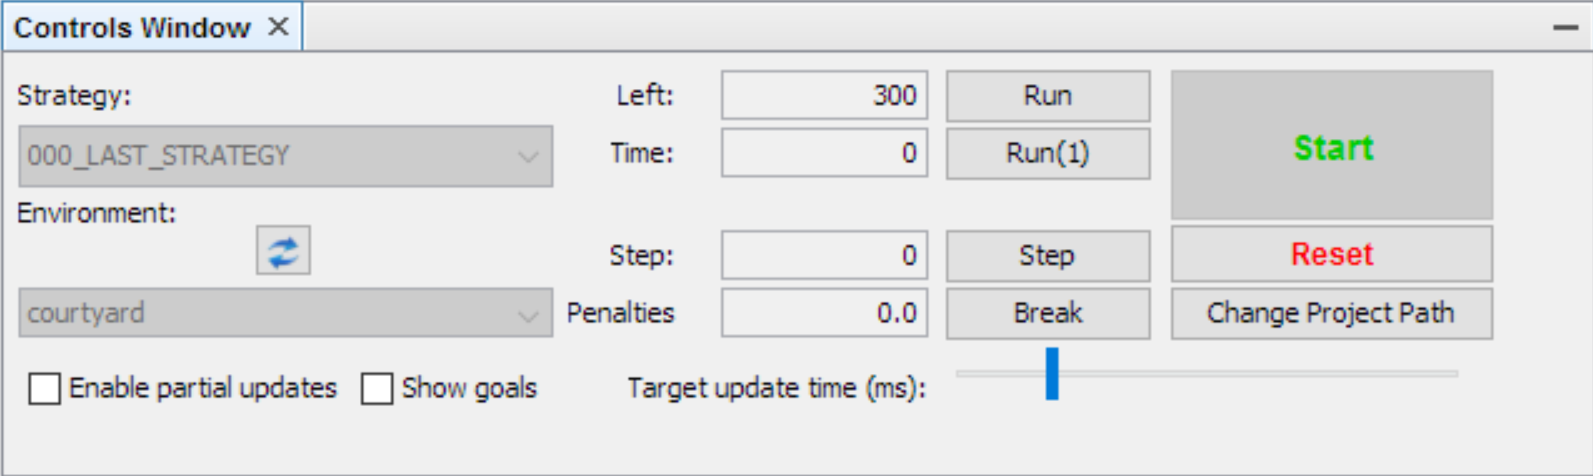 Controls Window
Strategy: Left: 300 Run Start
000_LAST_STRATEGY Time: 0 Run(1)
Environment:
Step: 0 Step Reset
courtyard Penalties 0.0 Break Change Project Path
Enable partial updates Show goals Target update time (ms):